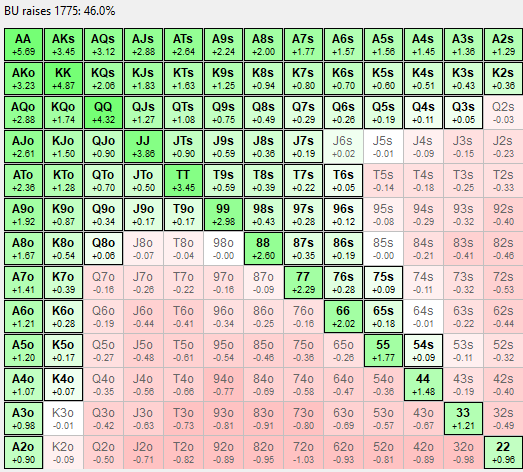 BU raises 1775: 46.0%
AA AKs AQs AJs ATs A9s A8s A7s A6s A5s A4s A3s A2s
+5.69 +3.45 +3.12 +2.88 +2.64 +2.24 +2.00 +1.77 +1.57 +1.56 +1.45 +1.36 +1.29
AKo KK KQs KJs KTs K9s K8s K7s K6s K5s K4s K3s K2s
+3.23 +4.87 +2.06 +1.83 +1.63 +1.25 +0.94 +0.80 +0.70 +0.60 +0.51 +0.43 +0.36
AQo KQo QQ QJs QTs Q9s Q8s Q7s Q6s Q5s Q4s Q3s Q2s
+2.88 +1.74 +4.32 +1.27 +1.08 +0.75 +0.49 +0.29 +0.26 +0.19 +0.11 +0.05 -0.03
AJo KJo QJo JJ JTs J9s J8s J7s J6s J5s J4s J3s J2s
+2.61 +1.50 +0.90 +3.86 +0.90 +0.59 +0.36 +0.19 +0.02 -0.01 -0.09 -0.15 -0.23
ATo KTo QTo JTo TT T9s T8s T7s T6s T5s T4s T3s T2s
+2.36 +1.28 +0.70 +0.50 +3.45 +0.59 +0.39 +0.22 +0.05 -0.14 -0.18 -0.25 -0.33
A9o K9o Q9o J9o T9o 99 98s 97s 96s 95s 94s 93s 92s
+1.92 +0.87 +0.34 +0.17 +0.17 +2.98 +0.43 +0.28 +0.12 -0.08 -0.29 -0.32 -0.40
A8o K8o Q8o J8o T8o 98o 88 87s 86s 85s 84s 83s 82s
+1.67 +0.54 +0.06 -0.07 -0.04 -0.00 +2.60 +0.35 +0.19 -0.00 -0.21 -0.41 -0.46
A7o K7o Q7o J7o T7o 97o 87o 77 76s 75s 74s 73s 72s
+1.41 +0.39 -0.16 -0.26 -0.22 -0.16 -0.09 +2.29 +0.28 +0.09 -0.11 -0.32 -0.53
A6o K6o Q6o J6o T6o 96o 86o 76o 66 65s 64s 63s 62s
+1.21 +0.28 -0.19 -0.44 -0.41 -0.34 -0.25 -0.16 +2.02 +0.18 -0.01 -0.22 -0.44
A5o K5o Q5o J5o T5o 95o 85o 75o 65o 55 54s 53s 52s
+1.20 +0.17 -0.27 -0.48 -0.61 -0.54 -0.46 -0.36 -0.26 +1.77 +0.09 -0.11 -0.32
A4o K4o Q4o J4o T4o 94o 84o 74o 64o 54o 44 43s 42s
+1.07 +0.07 -0.35 -0.56 -0.66 -0.77 -0.69 -0.58 -0.47 -0.36 +1.48 -0.19 -0.40
A3o K3o Q3o J3o T3o 93o 83o 73o 63o 53o 43o 33 32s
+0.98 -0.01 -0.42 -0.63 -0.73 -0.81 -0.91 -0.80 -0.69 -0.57 -0.67 +1.21 -0.49
A2o K2o Q2o J2o T2o 92o 82o 72o 62o 52o 42o 32o 22
+0.90 -0.09 -0.50 -0.71 -0.82 -0.89 -0.95 -1.03 -0.93 -0.81 -0.89 -0.98 +0.96